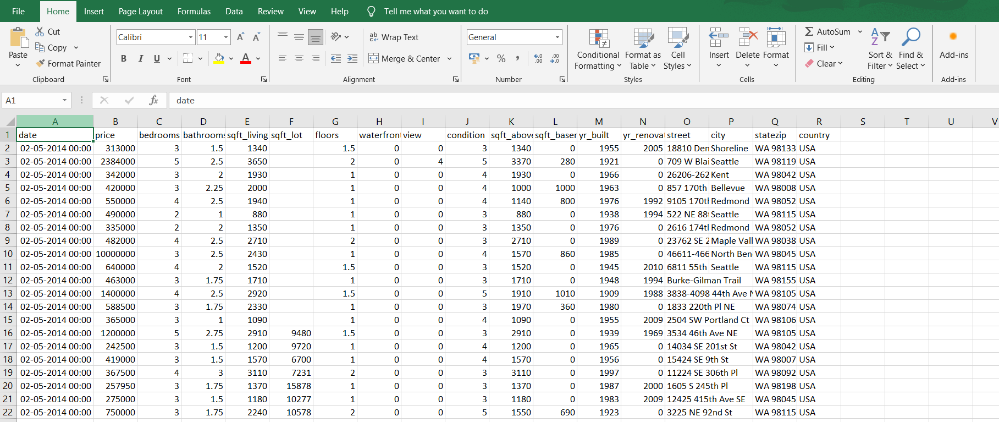 File Home Insert Page Layout Formulas Data Review View Help Tell me what you want to do
Paste Cut Copy Format Painter Clipboard
Calibri 11 A A B I U A Font
ab Wrap Text Merge & Center Alignment
General % , .0 .00 .00 .0 Number
Conditional Formatting Format as Table Cell Styles Styles
Insert Delete Format Cells
AutoSum Fill Clear Sort & Filter Find & Select Editing
Add-ins Add-ins
A1 fx date
A B C D E F G H I J K L M N O P Q R S T U V
1 date price bedrooms bathrooms sqft_living sqft_lot floors waterfront view condition sqft_above sqft_baser yr_built yr_renovat street city statezip country
2 02-05-2014 00:00 313000 3 1.5 1340 1.5 0 0 3 1340 0 1955 2005 18810 Den Shoreline WA 98133 USA
3 02-05-2014 00:00 2384000 5 2.5 3650 2 0 4 5 3370 280 1921 0 709 W Blai Seattle WA 98119 USA
4 02-05-2014 00:00 342000 3 2 1930 1 0 0 4 1930 0 1966 0 26206-262 Kent WA 98042 USA
5 02-05-2014 00:00 420000 3 2.25 2000 1 0 0 4 1000 1000 1963 0 857 170th Bellevue WA 98008 USA
6 02-05-2014 00:00 550000 4 2.5 1940 1 0 0 4 1140 800 1976 1992 9105 170th Redmond WA 98052 USA
7 02-05-2014 00:00 490000 2 1 880 1 0 0 3 880 0 1938 1994 522 NE 88 Seattle WA 98115 USA
8 02-05-2014 00:00 335000 2 2 1350 1 0 0 3 1350 0 1976 0 2616 174th Redmond WA 98052 USA
9 02-05-2014 00:00 482000 4 2.5 2710 2 0 0 3 2710 0 1989 0 23762 SE 2 Maple Vall WA 98038 USA
10 02-05-2014 00:00 10000000 3 2.5 2430 1 0 0 4 1570 860 1985 0 46611-466 North Ben WA 98045 USA
11 02-05-2014 00:00 640000 4 2 1520 1.5 0 0 3 1520 0 1945 2010 6811 55th Seattle WA 98115 USA
12 02-05-2014 00:00 463000 3 1.75 1710 1 0 0 3 1710 0 1948 1994 Burke-Gilman Trail WA 98155 USA
13 02-05-2014 00:00 1400000 4 2.5 2920 1.5 0 0 5 1910 1010 1909 1988 3838-4098 44th Ave N WA 98105 USA
14 02-05-2014 00:00 588500 3 1.75 2330 1 0 0 3 1970 360 1980 0 1833 220th Pl NE WA 98074 USA
15 02-05-2014 00:00 365000 3 1 1090 1 0 0 4 1090 0 1955 2009 2504 SW Portland Ct WA 98106 USA
16 02-05-2014 00:00 1200000 5 2.75 2910 9480 1.5 0 0 3 2910 0 1939 1969 3534 46th Ave NE WA 98105 USA
17 02-05-2014 00:00 242500 3 1.5 1200 9720 1 0 0 4 1200 0 1965 0 14034 SE 201st St WA 98042 USA
18 02-05-2014 00:00 419000 3 1.5 1570 6700 1 0 0 4 1570 0 1956 0 15424 SE 9th St WA 98007 USA
19 02-05-2014 00:00 367500 4 3 3110 7231 2 0 0 3 3110 0 1997 0 11224 SE 306th Pl WA 98092 USA
20 02-05-2014 00:00 257950 3 1.75 1370 15878 1 0 0 3 1370 0 1987 2000 1605 S 245th Pl WA 98198 USA
21 02-05-2014 00:00 275000 3 1.5 1180 10277 1 0 0 3 1180 0 1983 2009 12425 415th Ave SE WA 98045 USA
22 02-05-2014 00:00 750000 3 1.75 2240 10578 2 0 0 5 1550 690 1923 0 3225 NE 92nd St WA 98115 USA